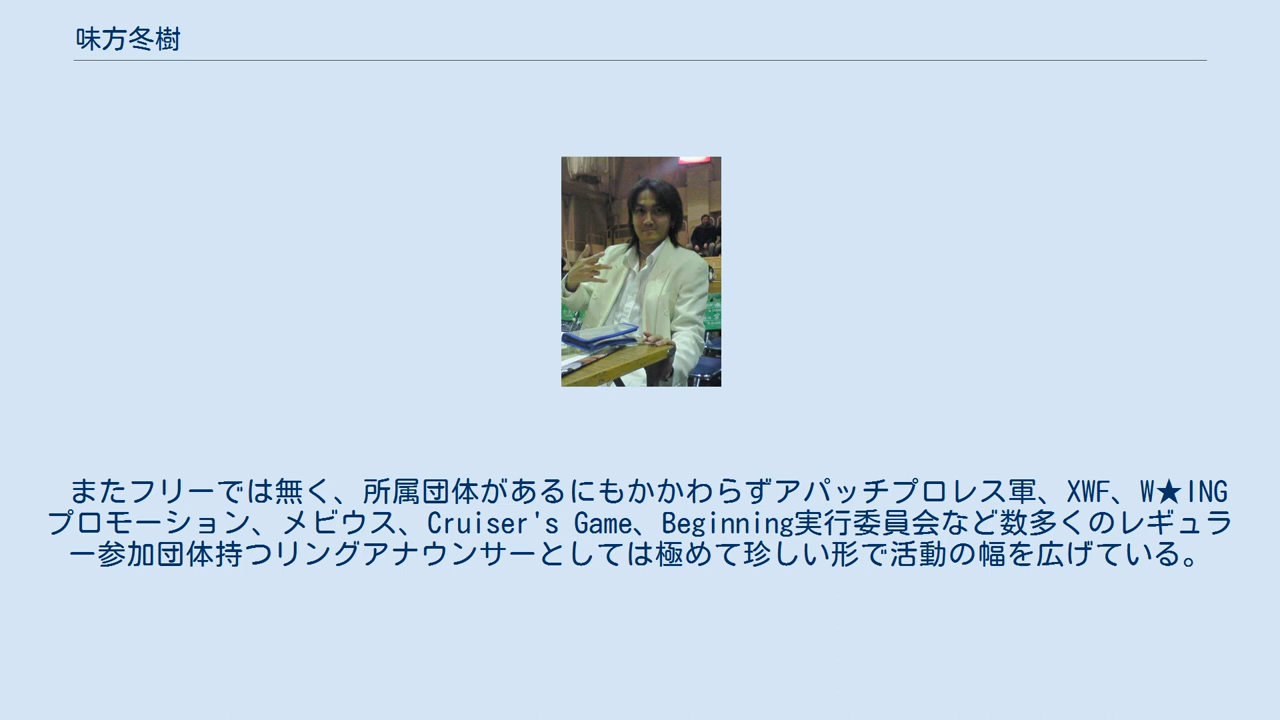 味方冬樹
またフリーでは無く、所属団体があるにもかかわらずアパッチプロレス軍、XWF、W★ING
プロモーション、メビウス、Cruiser's Game、Beginning実行委員会など数多くのレギュラ
ー参加団体持つリングアナウンサーとしては極めて珍しい形で活動の幅を広げている。